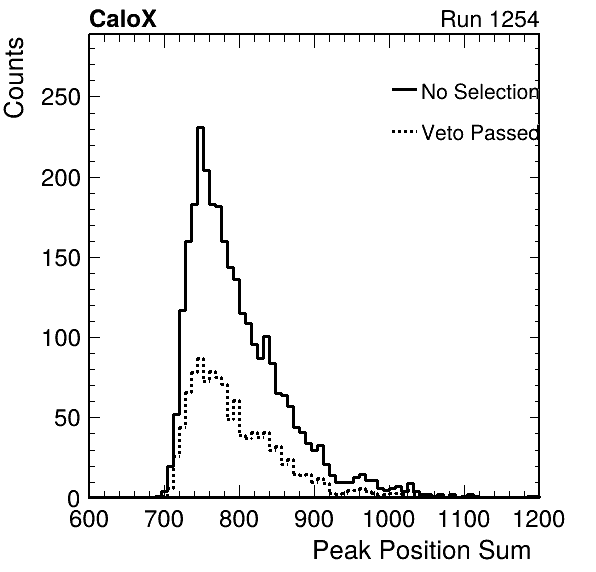 CaloX Run 1254
Counts
No Selection
Veto Passed
250
200
150
100
50
0
600 700 800 900 1000 1100 1200
Peak Position Sum